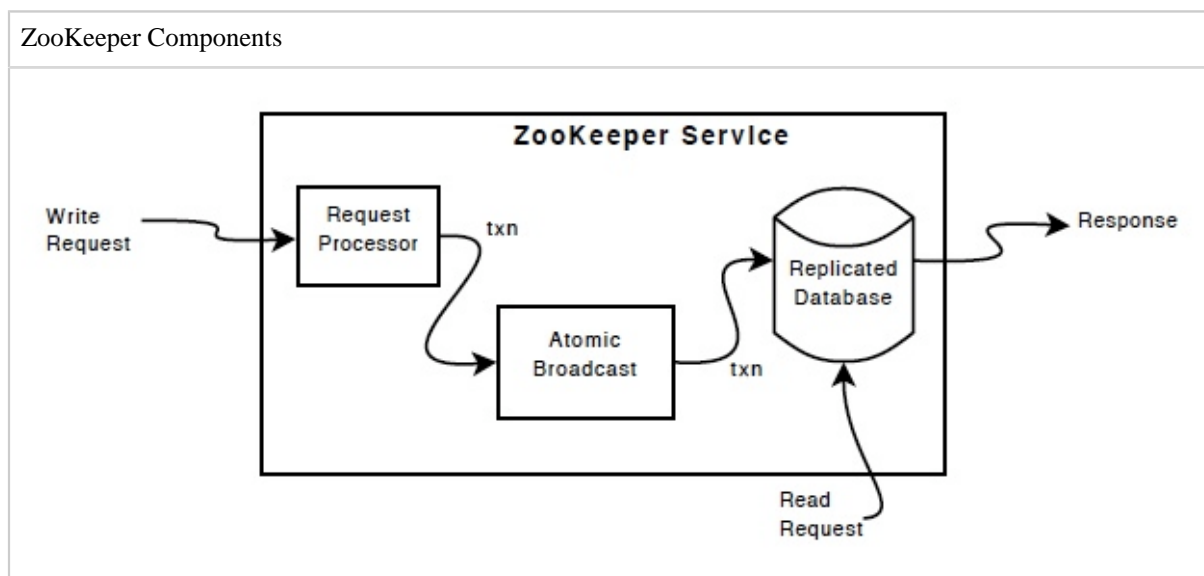 ZooKeeper Components
ZooKeeper Service
Write
Request
Request
Processor
txn
Atomic
Broadcast
txn
Replicated
Database
Response
Read
Request